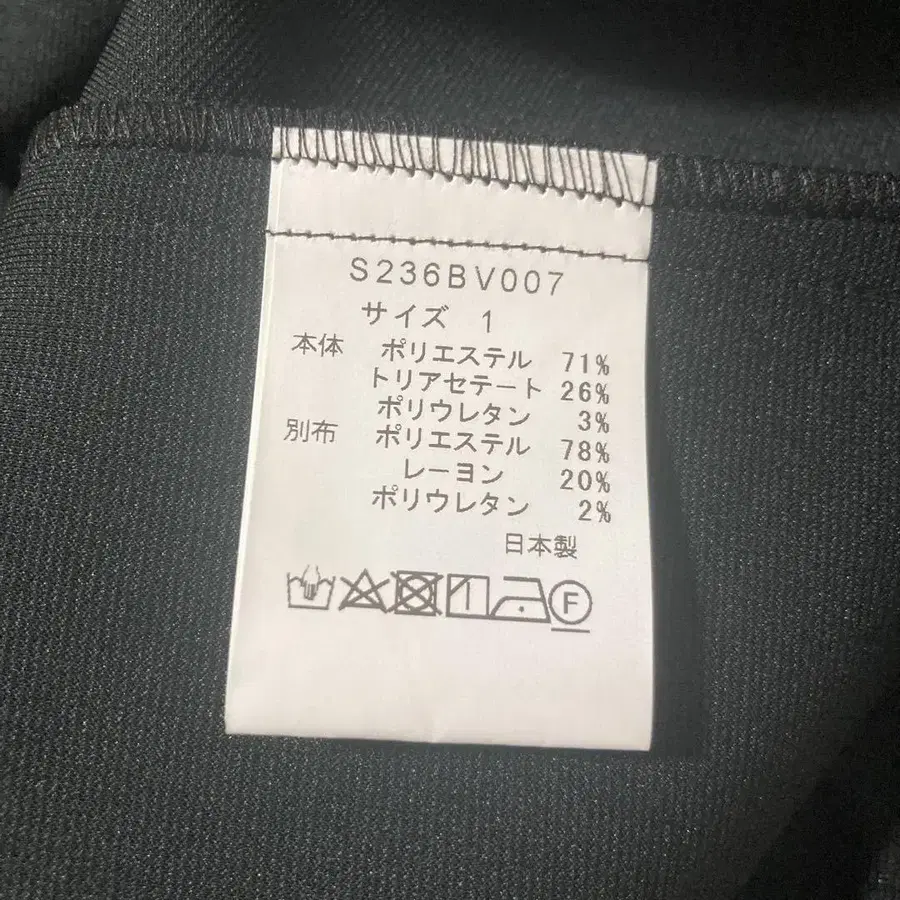 S236BV007
サイズ 1
本体 ポリエステル 71%
トリアセテート 26%
ポリウレタン 3%
別布 ポリエステル 78%
レーヨン 20%
ポリウレタン 2%
日本製
F